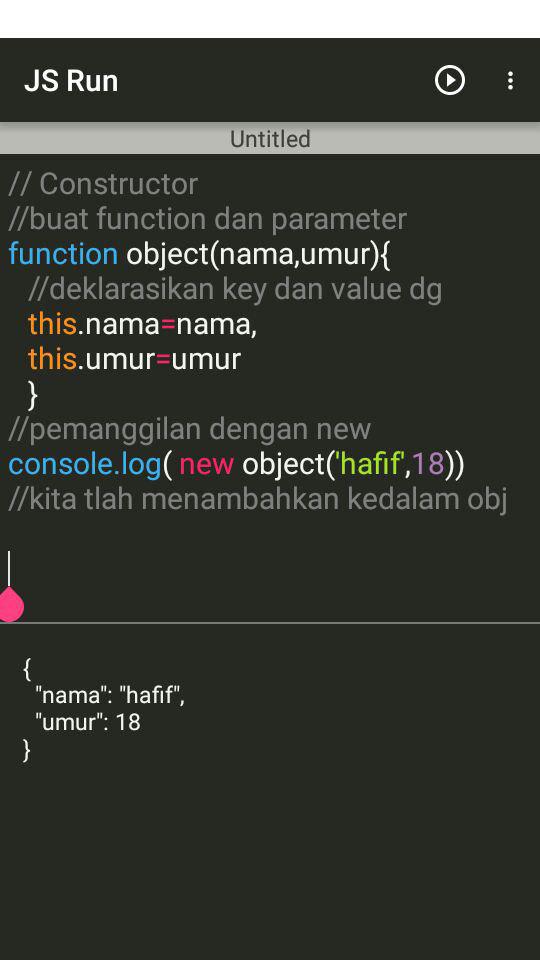 JS Run
Untitled
// Constructor
//buat function dan parameter
function object(nama,umur){
//deklarasikan key dan value dg
this.nama=nama,
this.umur=umur
}
//pemanggilan dengan new
console.log( new object('hafif',18))
//kita tlah menambahkan kedalam obj
{
"nama": "hafif",
"umur": 18
}